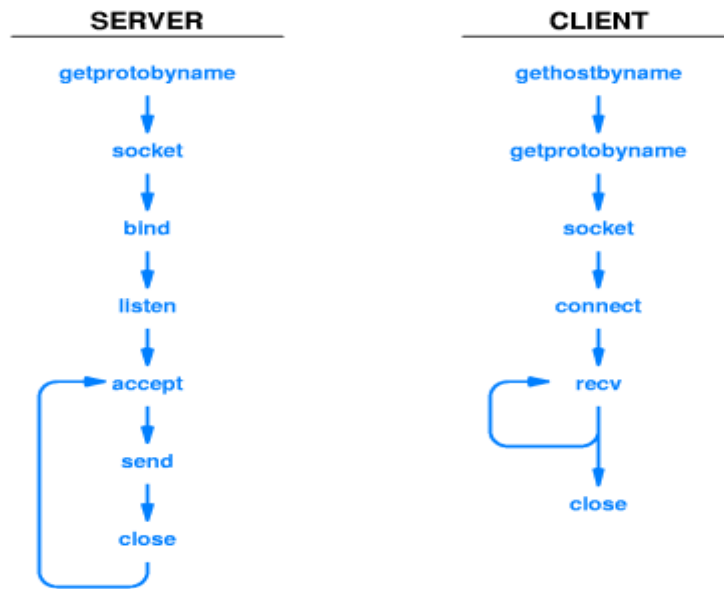 SERVER
getprotobyname
socket
bind
listen
accept
send
close
CLIENT
gethostbyname
getprotobyname
socket
connect
recv
close